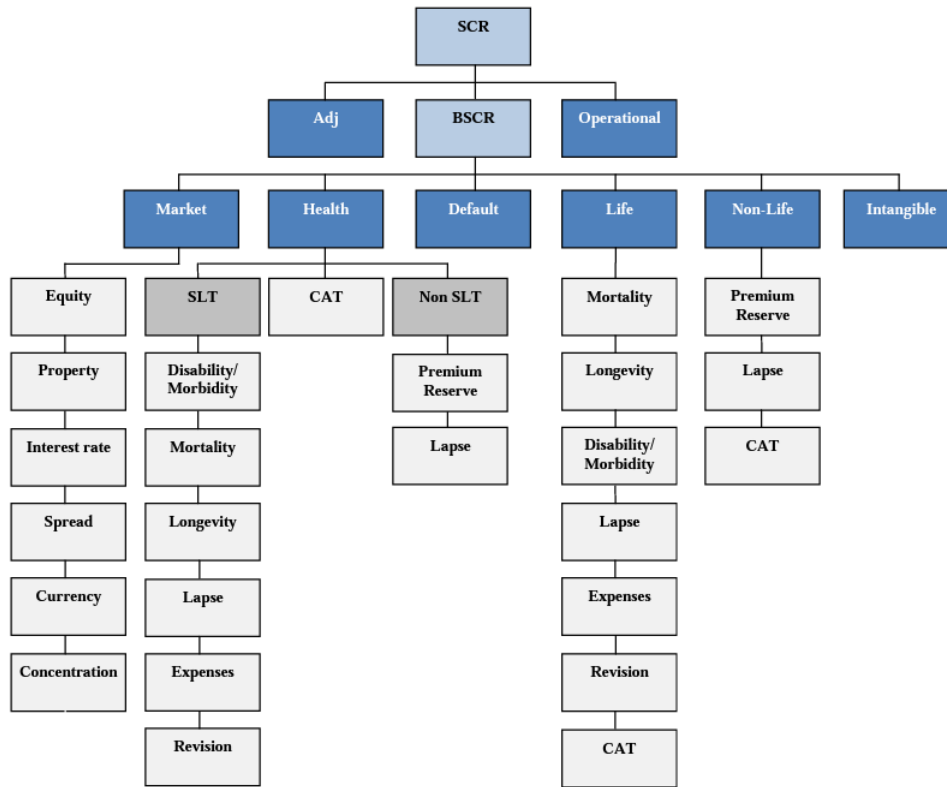 SCR
Adj
BSCR
Operational
Market
Health
Default
Life
Non-Life
Intangible
Equity
SLT
CAT
Non SLT
Mortality
Premium
Reserve
Property
Disability/
Morbidity
Premium
Reserve
Longevity
Lapse
Interest rate
Mortality
Lapse
Disability/
Morbidity
CAT
Spread
Longevity
Lapse
Currency
Lapse
Expenses
Concentration
Expenses
Revision
Revision
CAT